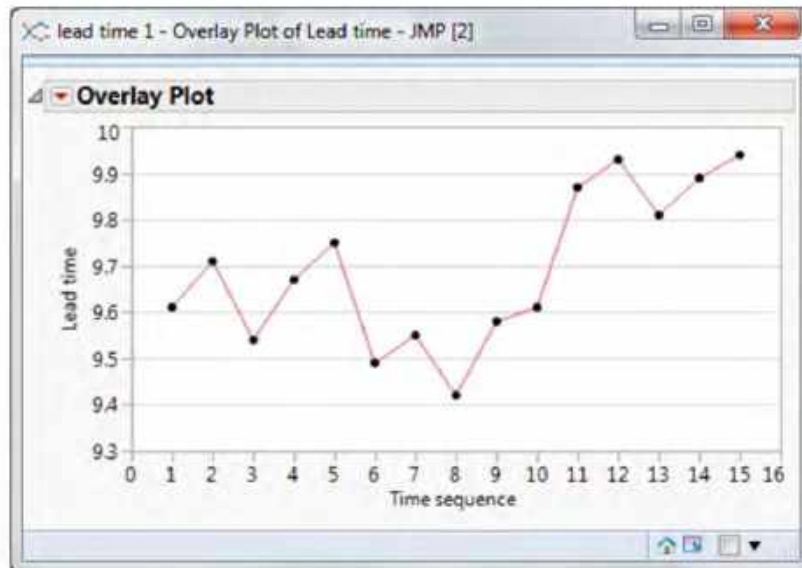 lead time 1 - Overlay Plot of Lead time - JMP [2]
Overlay Plot
10
9.9
9.8
9.7
9.6
9.5
9.4
9.3
Lead time
0 1 2 3 4 5 6 7 8 9 10 11 12 13 14 15 16
Time sequence